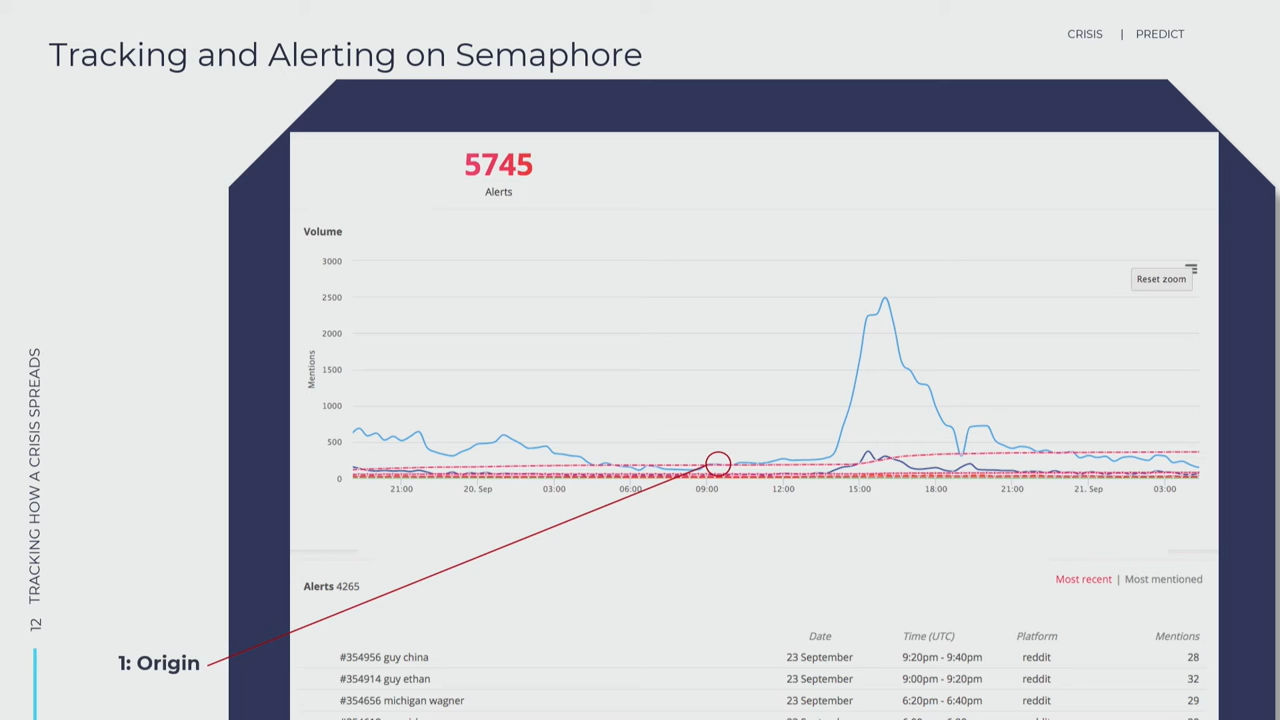 Tracking and Alerting on Semaphore
CRISIS | PREDICT
5745
Alerts
Volume
3000
Reset zoom
2500
2000
1500
1000
500
0
Mentions
21:00 20. Sep 03:00 06:00 09:00 12:00 15:00 18:00 21:00 21. Sep 03:00
Alerts 4265
Most recent | Most mentioned
Date Time (UTC) Platform Mentions
#354956 guy china 23 September 9:20pm - 9:40pm reddit 28
#354914 guy ethan 23 September 9:00pm - 9:20pm reddit 32
#354656 michigan wagner 23 September 6:20pm - 6:40pm reddit 29
1: Origin
12 TRACKING HOW A CRISIS SPREADS